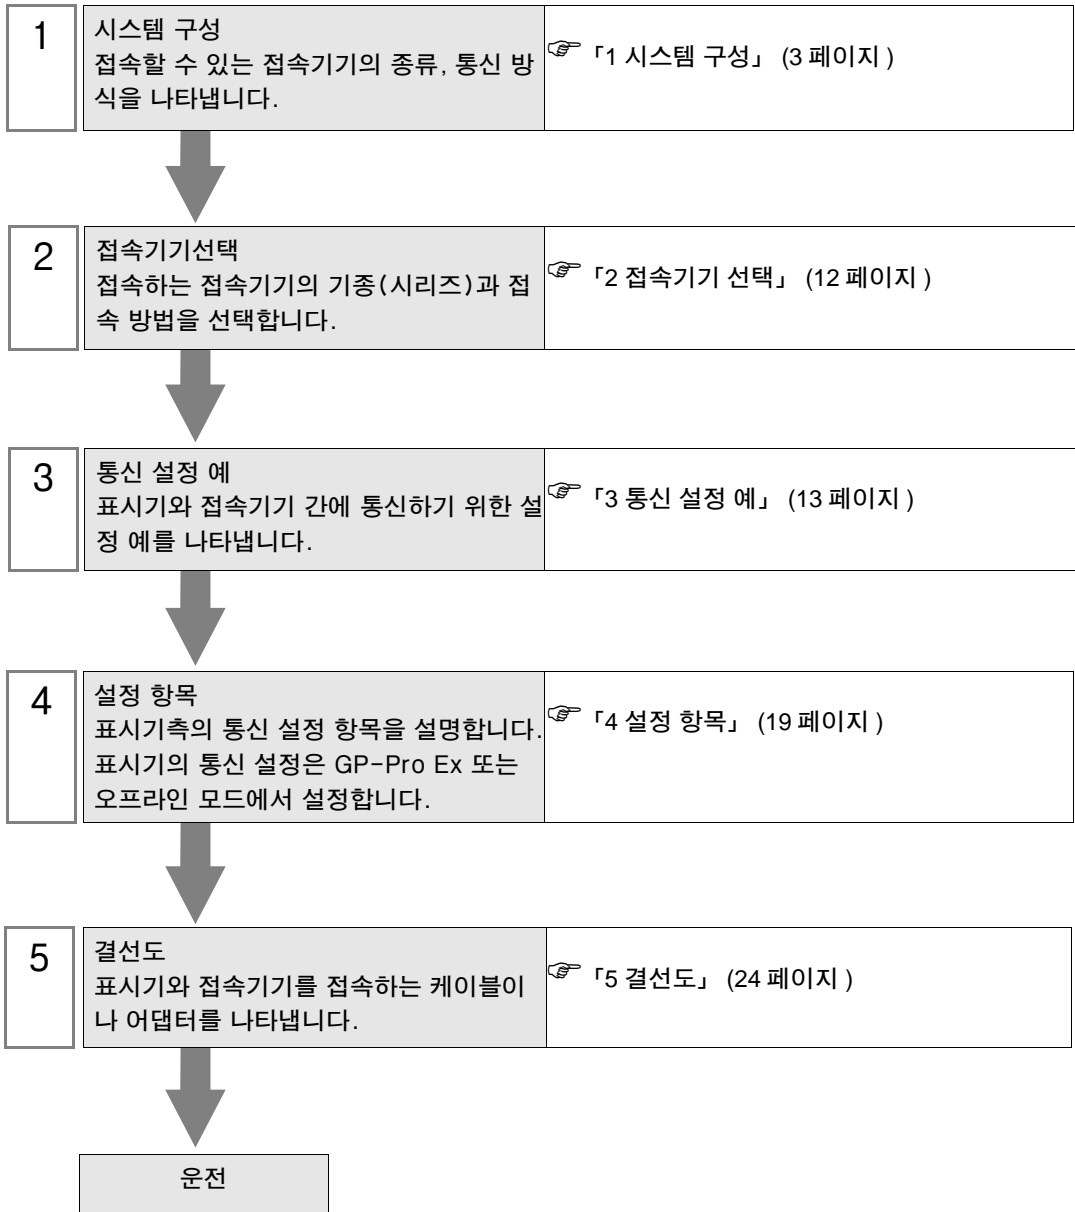 1
시스템 구성
접속할 수 있는 접속기기의 종류, 통신 방
식을 나타냅니다.
☞ 「1 시스템 구성」 (3 페이지 )
2
접속기기선택
접속하는 접속기기의 기종(시리즈)과 접
속 방법을 선택합니다.
☞ 「2 접속기기 선택」 (12 페이지 )
3
통신 설정 예
표시기와 접속기기 간에 통신하기 위한 설
정 예를 나타냅니다.
☞ 「3 통신 설정 예」 (13 페이지 )
4
설정 항목
표시기측의 통신 설정 항목을 설명합니다.
표시기의 통신 설정은 GP-Pro Ex 또는
오프라인 모드에서 설정합니다.
☞ 「4 설정 항목」 (19 페이지 )
5
결선도
표시기와 접속기기를 접속하는 케이블이
나 어댑터를 나타냅니다.
☞ 「5 결선도」 (24 페이지 )
운전